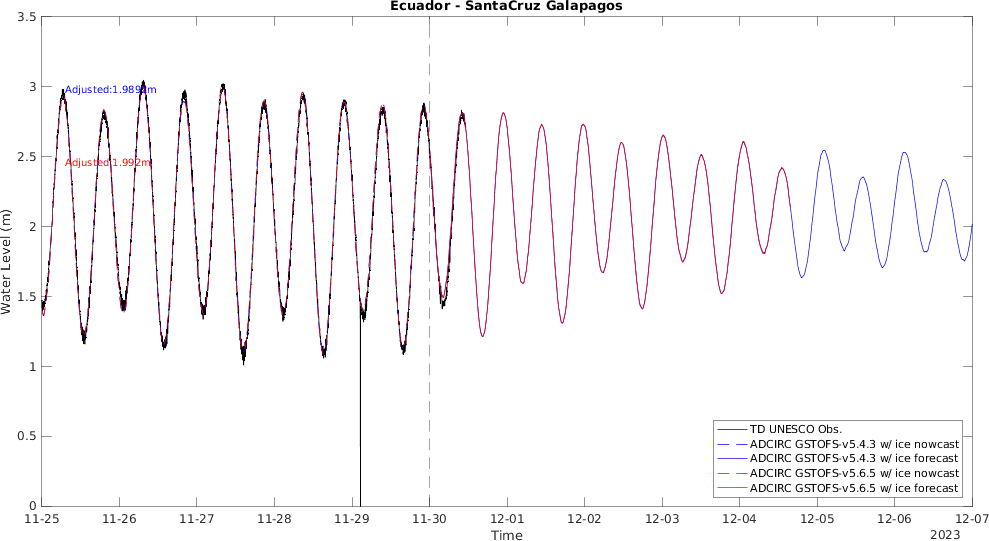 Ecuador - SantaCruz Galapagos
3.5
3
2.5
2
1.5
1
0.5
0
Water Level (m)
Adjusted:1.9892m
Adjusted:1.992m
TD UNESCO Obs.
ADCIRC GSTOFS-v5.4.3 w/ ice nowcast
ADCIRC GSTOFS-v5.4.3 w/ ice forecast
ADCIRC GSTOFS-v5.6.5 w/ ice nowcast
ADCIRC GSTOFS-v5.6.5 w/ ice forecast
11-25 11-26 11-27 11-28 11-29 11-30 12-01 12-02 12-03 12-04 12-05 12-06 12-07
Time
2023